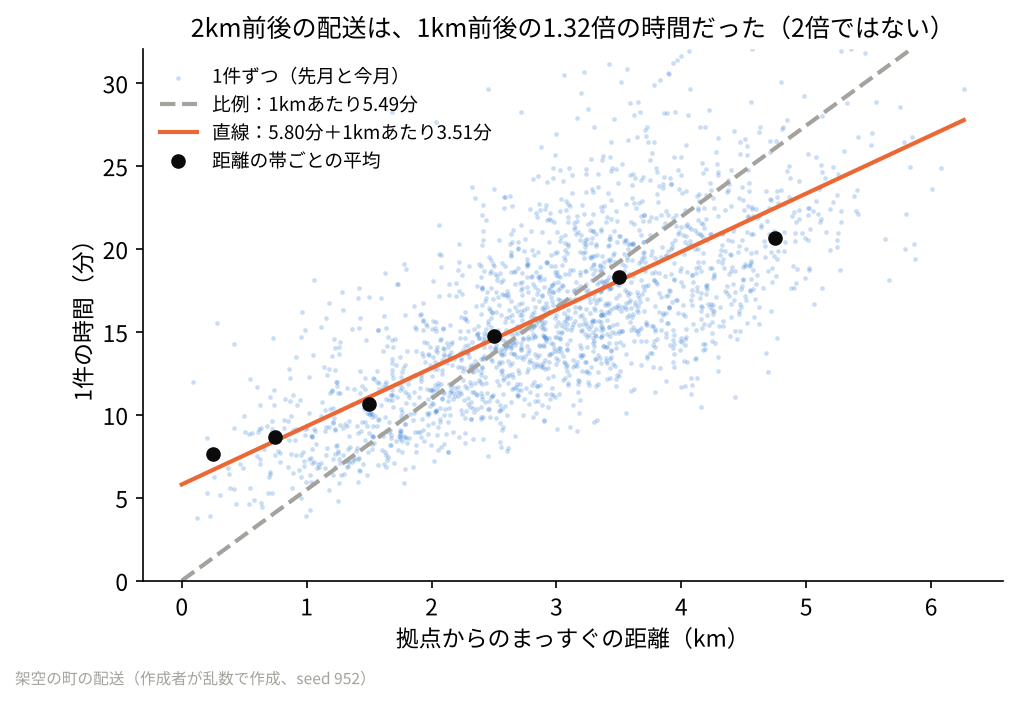 2km前後の配送は、1km前後の1.32倍の時間だった（2倍ではない）
1件ずつ（先月と今月）
比例：1kmあたり5.49分
直線：5.80分＋1kmあたり3.51分
距離の帯ごとの平均
1件の時間（分）
30
25
20
15
10
5
0
0 1 2 3 4 5 6
拠点からのまっすぐの距離（km）
架空の町の配送（作成者が乱数で作成、seed 952）